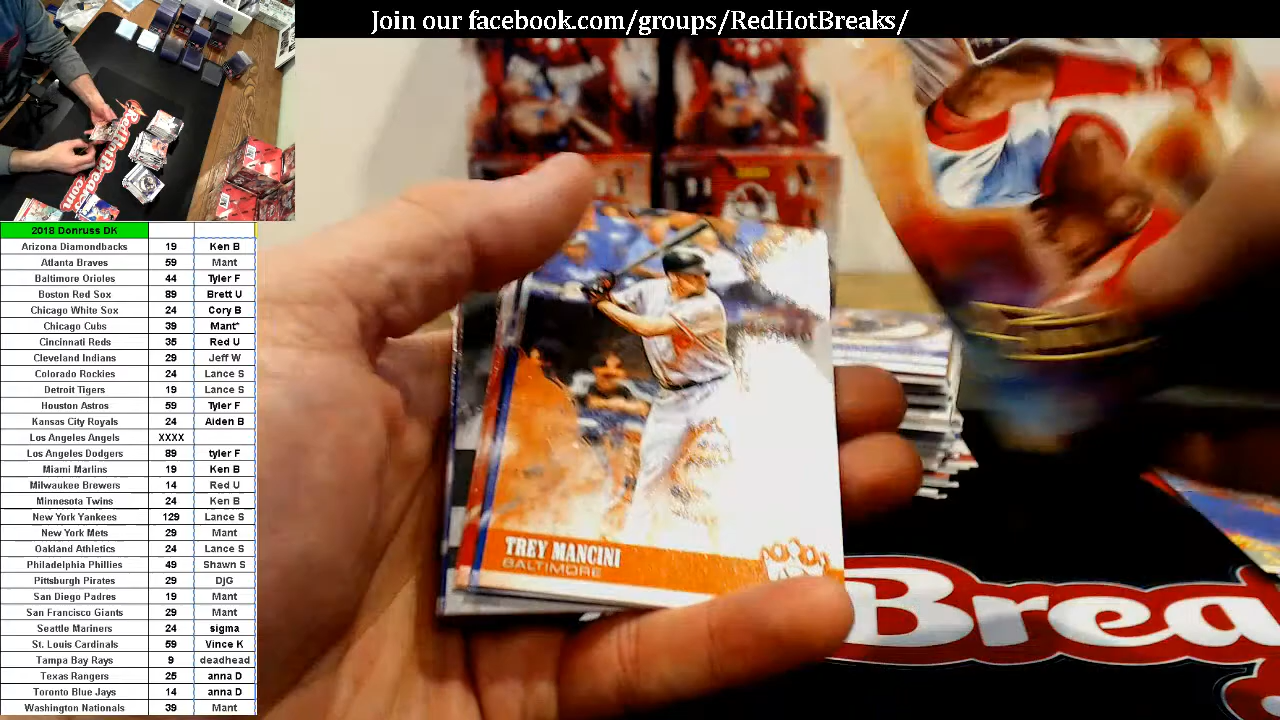 Join our facebook.com/groups/RedHotBreaks/
2018 Donruss DK
Arizona Diamondbacks 19 Ken B
Atlanta Braves 59 Mant
Baltimore Orioles 44 Tyler F
Boston Red Sox 89 Brett U
Chicago White Sox 24 Cory B
Chicago Cubs 39 Mant*
Cincinnati Reds 35 Red U
Cleveland Indians 29 Jeff W
Colorado Rockies 24 Lance S
Detroit Tigers 19 Lance S
Houston Astros 59 Tyler F
Kansas City Royals 24 Aiden B
Los Angeles Angels XXXX
Los Angeles Dodgers 89 tyler F
Miami Marlins 19 Ken B
Milwaukee Brewers 14 Red U
Minnesota Twins 24 Ken B
New York Yankees 129 Lance S
New York Mets 29 Mant
Oakland Athletics 24 Lance S
Philadelphia Phillies 49 Shawn S
Pittsburgh Pirates 29 DjG
San Diego Padres 19 Mant
San Francisco Giants 29 Mant
Seattle Mariners 24 sigma
St. Louis Cardinals 59 Vince K
Tampa Bay Rays 9 deadhead
Texas Rangers 25 anna D
Toronto Blue Jays 14 anna D
Washington Nationals 39 Mant
RedHotBreaks
.com
TREY MANCINI
BALTIMORE
Brea